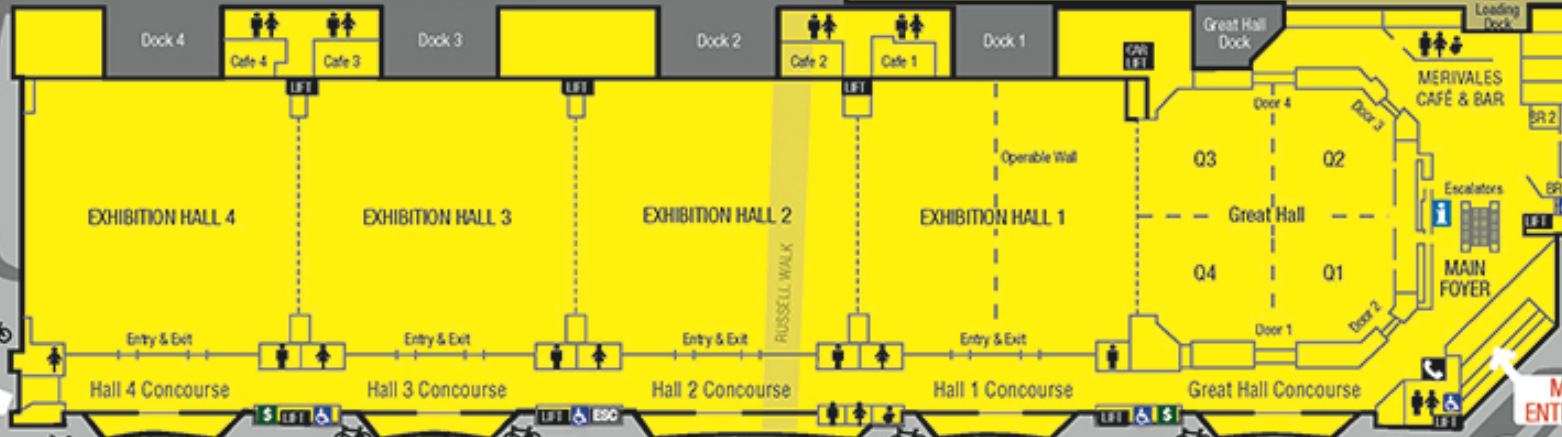 Dock 4
Dock 3
Dock 2
Dock 1
Great Hall
Dock
Loading
Dock
Cafe 4
Cafe 3
Cafe 2
Cafe 1
CAR
LIFT
LIFT
LIFT
LIFT
MERIVALES
CAFÉ & BAR
Door 4
Door 3
BR 2
Operable Wall
Q3
Q2
Escalators
BR
EXHIBITION HALL 4
EXHIBITION HALL 3
EXHIBITION HALL 2
EXHIBITION HALL 1
Great Hall
i
LIFT
RUSSELL WALK
Q4
Q1
MAIN
FOYER
Door 2
Door 1
Entry & Exit
Entry & Exit
Entry & Exit
Entry & Exit
Hall 4 Concourse
Hall 3 Concourse
Hall 2 Concourse
Hall 1 Concourse
Great Hall Concourse
$
LIFT
LIFT
ESC
LIFT
$
LIFT
M
ENT